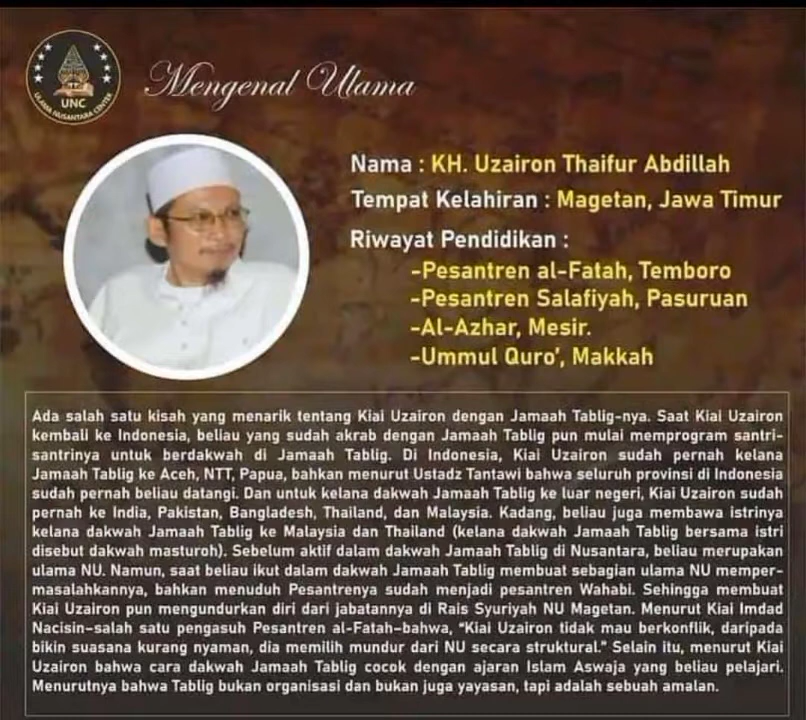 UNC
ULAMA NUSANTARA CENTER
Mengenal Ulama
Nama : KH. Uzairon Thaifur Abdillah
Tempat Kelahiran : Magetan, Jawa Timur
Riwayat Pendidikan :
-Pesantren al-Fatah, Temboro
-Pesantren Salafiyah, Pasuruan
-Al-Azhar, Mesir.
-Ummul Quro', Makkah
Ada salah satu kisah yang menarik tentang Kiai Uzairon dengan Jamaah Tablig-nya. Saat Kiai Uzairon
kembali ke Indonesia, beliau yang sudah akrab dengan Jamaah Tablig pun mulai memprogram santri-
santrinya untuk berdakwah di Jamaah Tablig. Di Indonesia, Kiai Uzairon sudah pernah kelana
Jamaah Tablig ke Aceh, NTT, Papua, bahkan menurut Ustadz Tantawi bahwa seluruh provinsi di Indonesia
sudah pernah beliau datangi. Dan untuk kelana dakwah Jamaah Tablig ke luar negeri, Kiai Uzairon sudah
pernah ke India, Pakistan, Bangladesh, Thailand, dan Malaysia. Kadang, beliau juga membawa istrinya
kelana dakwah Jamaah Tablig ke Malaysia dan Thailand (kelana dakwah Jamaah Tablig bersama istri
disebut dakwah masturoh). Sebelum aktif dalam dakwah Jamaah Tablig di Nusantara, beliau merupakan
ulama NU. Namun, saat beliau ikut dalam dakwah Jamaah Tablig membuat sebagian ulama NU memper-
masalahkannya, bahkan menuduh Pesantrenya sudah menjadi pesantren Wahabi. Sehingga membuat
Kiai Uzairon pun mengundurkan diri dari jabatannya di Rais Syuriyah NU Magetan. Menurut Kiai Imdad
Nacisin–salah satu pengasuh Pesantren al-Fatah–bahwa, "Kiai Uzairon tidak mau berkonflik, daripada
bikin suasana kurang nyaman, dia memilih mundur dari NU secara struktural." Selain itu, menurut Kiai
Uzairon bahwa cara dakwah Jamaah Tablig cocok dengan ajaran Islam Aswaja yang beliau pelajari.
Menurutnya bahwa Tablig bukan organisasi dan bukan juga yayasan, tapi adalah sebuah amalan.